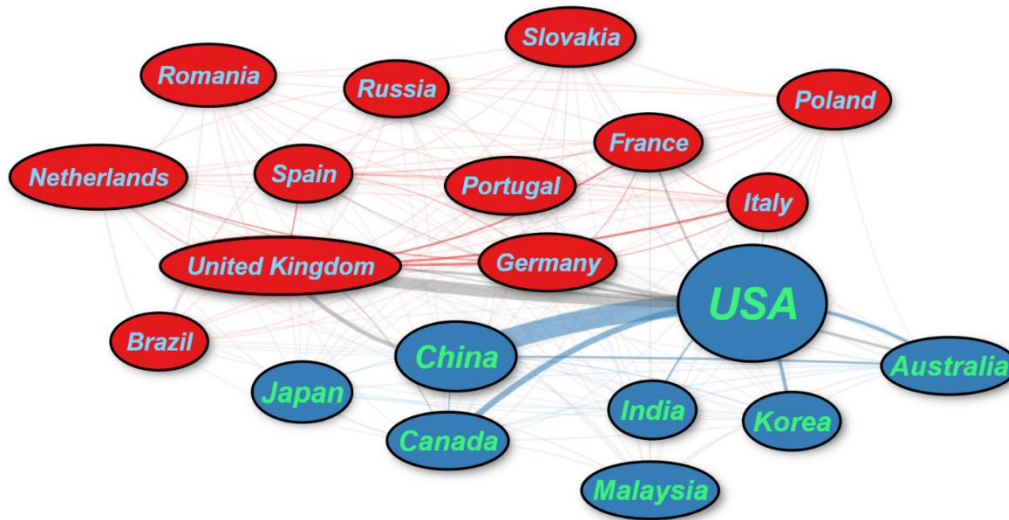 Slovakia
Romania
Russia
Poland
France
Netherlands
Spain
Portugal
Italy
United Kingdom
Germany
USA
Brazil
China
Australia
Japan
India
Korea
Canada
Malaysia